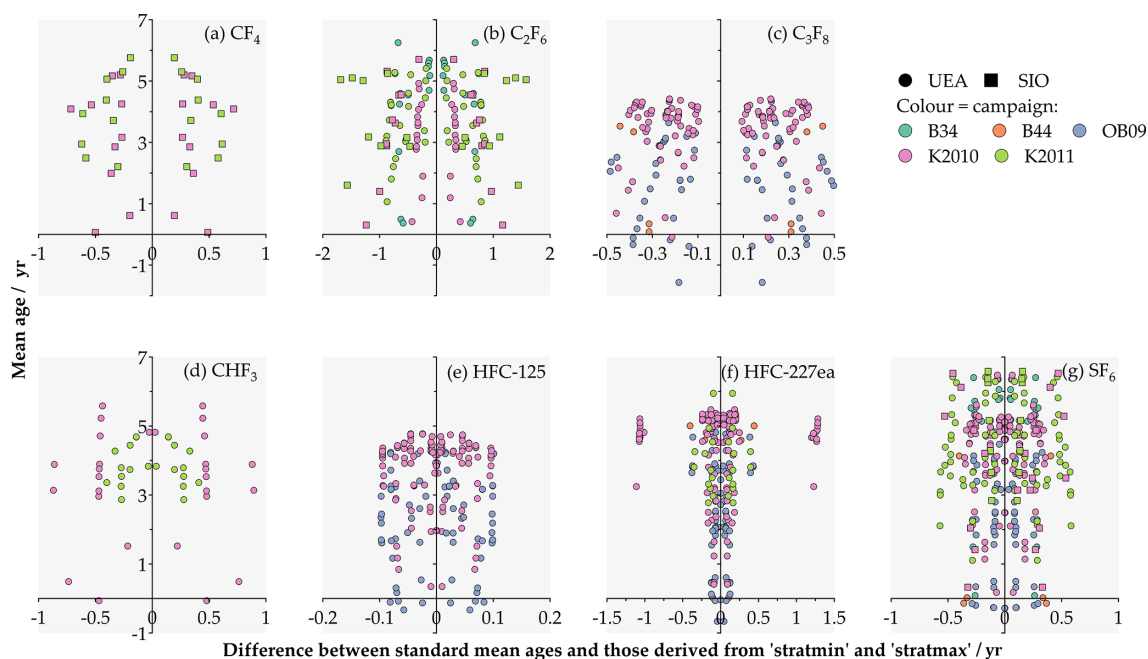 7
5
3
1
-1
(a) CF4
(b) C2F6
(c) C3F8
-1 -0.5 0 0.5 1
-2 -1 0 1 2
-0.5 -0.3 -0.1 0.1 0.3 0.5
UEA SIO
Colour = campaign:
B34 B44 OB09
K2010 K2011
Mean age / yr
7
5
3
1
-1
(d) CHF3
(e) HFC-125
(f) HFC-227ea
(g) SF6
-1 -0.5 0 0.5 1
-0.2 -0.1 0 0.1 0.2
-1.5 -1 -0.5 0 0.5 1 1.5
-1 -0.5 0 0.5 1
Difference between standard mean ages and those derived from 'stratmin' and 'stratmax' / yr